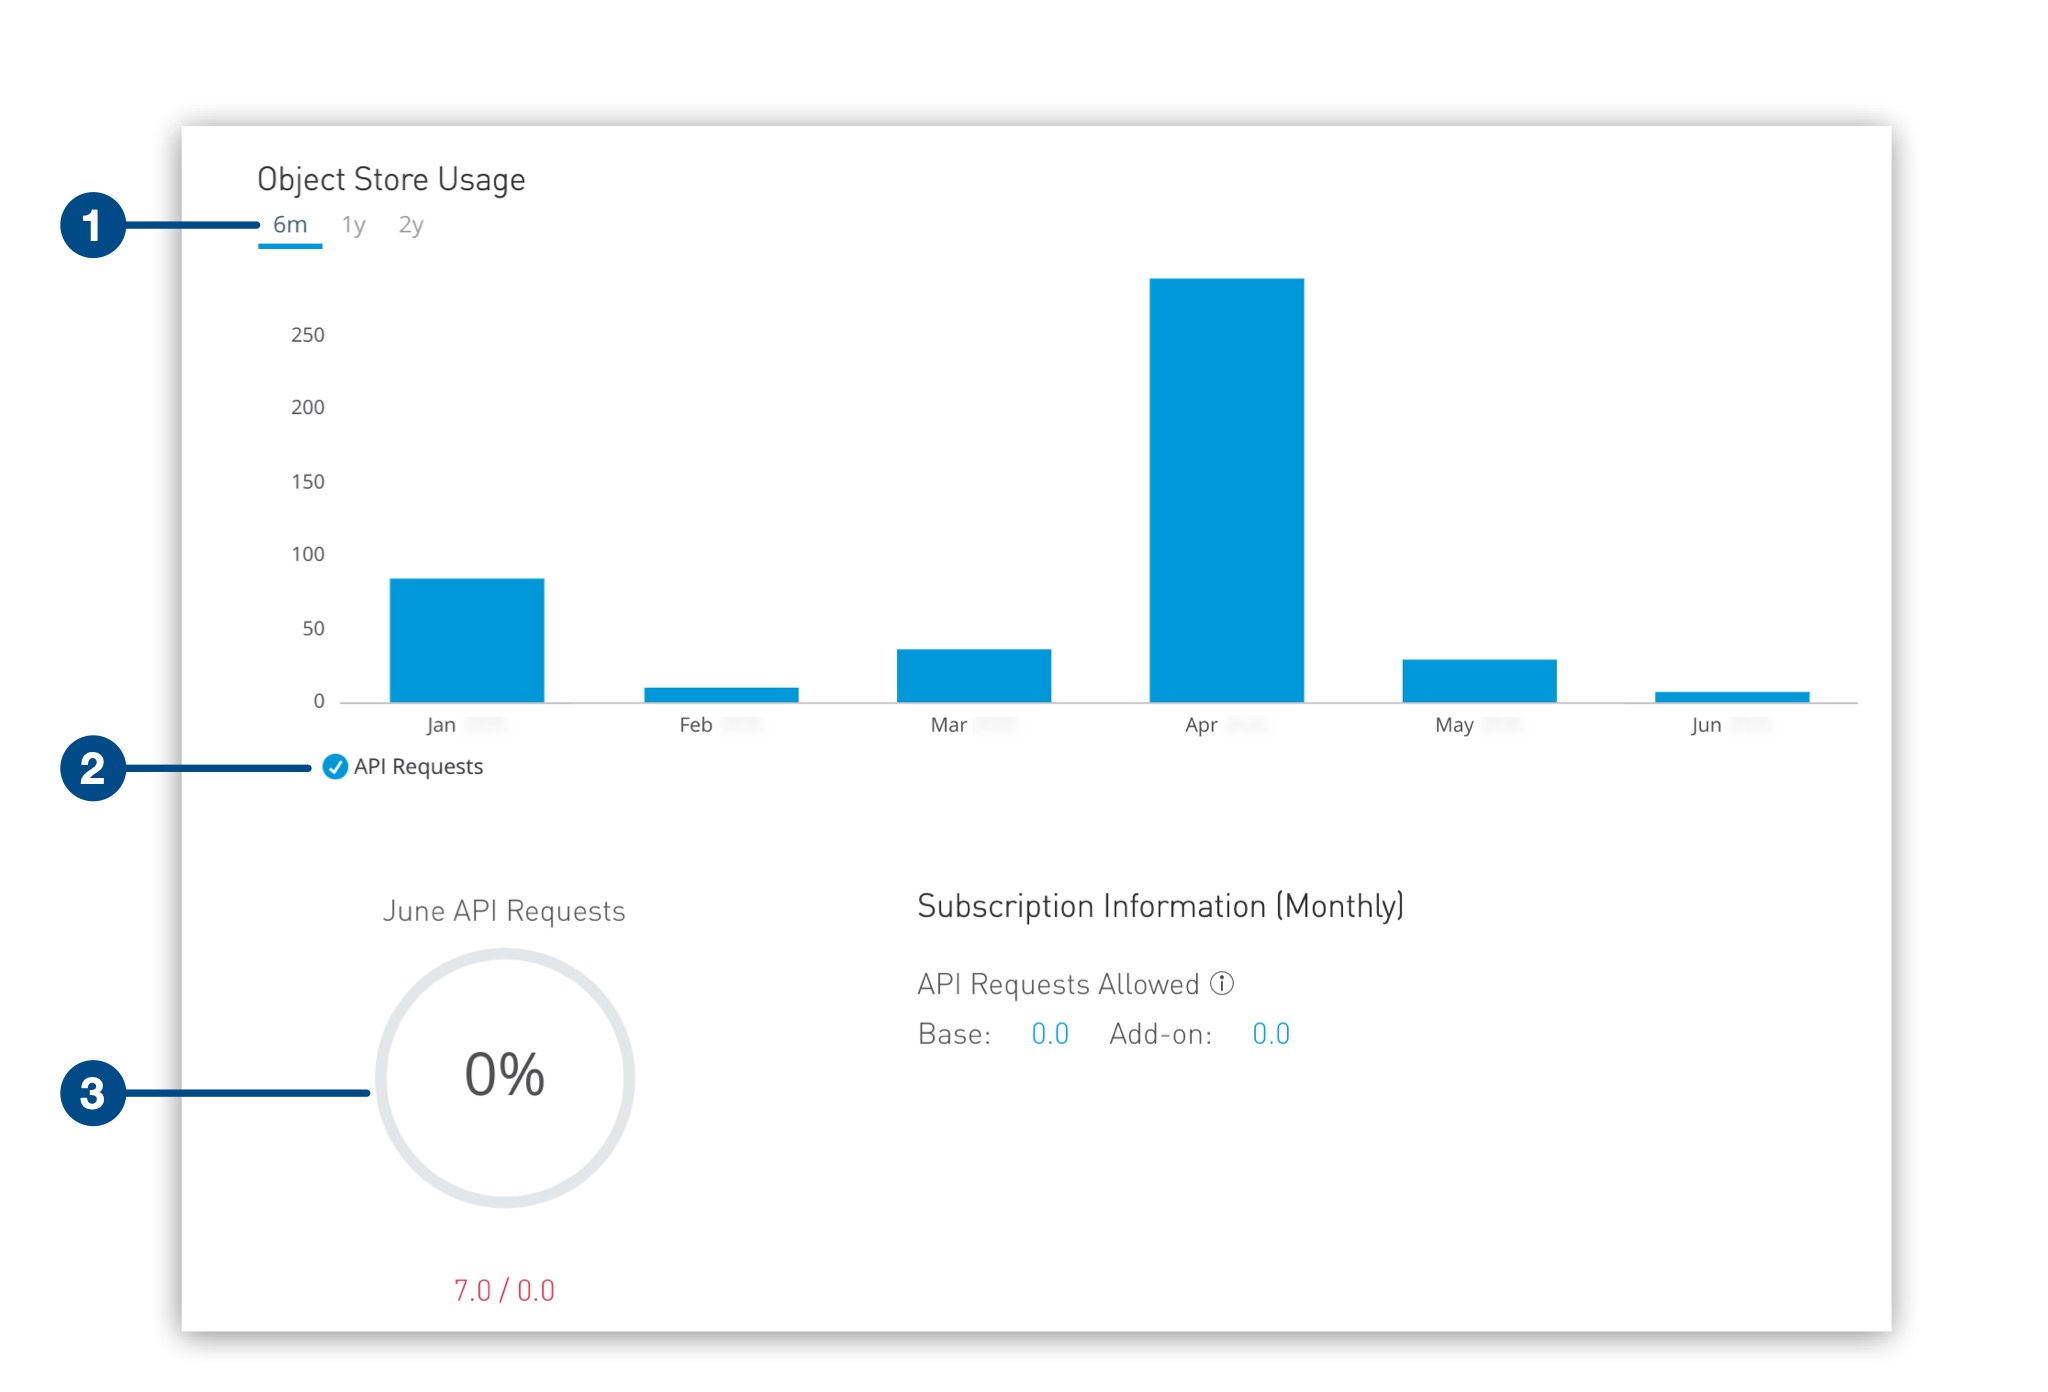 Object Store Usage
1
6m 1y 2y
250
200
150
100
50
0
Jan Feb Mar Apr May Jun
2
API Requests
June API Requests
0%
3
7.0 / 0.0
Subscription Information (Monthly)
API Requests Allowed ⓘ
Base: 0.0 Add-on: 0.0